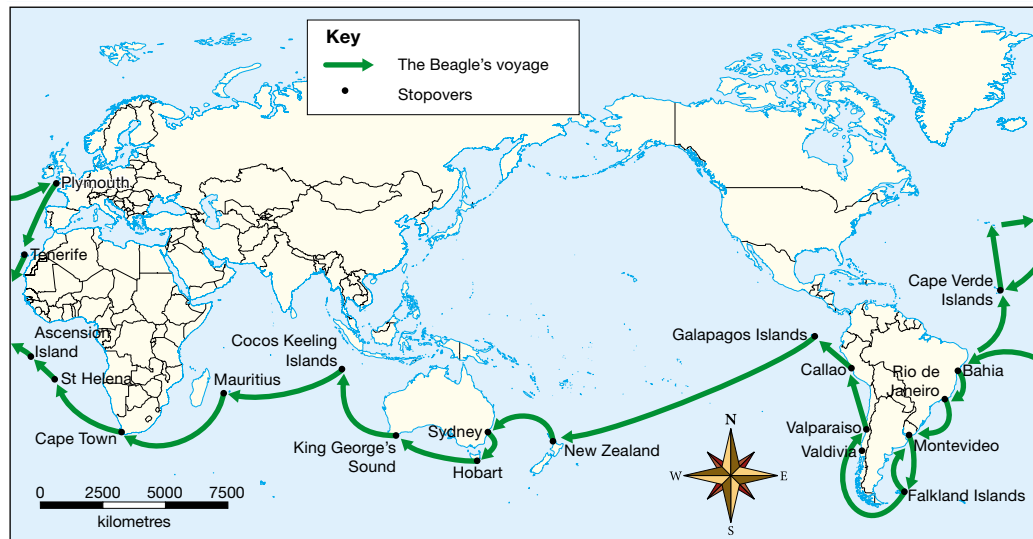 Key
The Beagle's voyage
Stopovers
Plymouth
Tenerife
Cape Verde
Islands
Ascension
Island
Cocos Keeling
Islands
Galapagos Islands
St Helena
Mauritius
Callao
Rio de
Janeiro
Bahia
Cape Town
King George's
Sound
Sydney
Hobart
New Zealand
Valparaiso
Valdivia
Montevideo
Falkland Islands
N
W
E
S
0 2500 5000 7500
kilometres